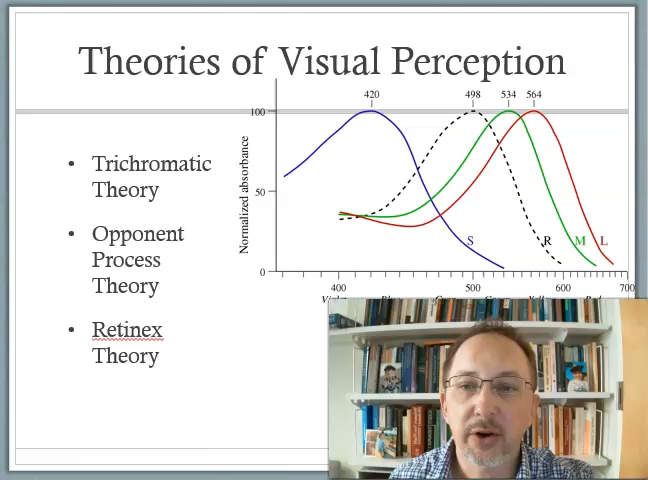 Theories of Visual Perception
• Trichromatic
Theory
• Opponent
Process
Theory
• Retinex
Theory
420 498 534 564
Normalized absorbance
100
50
0
S R M L
400 500 600 700